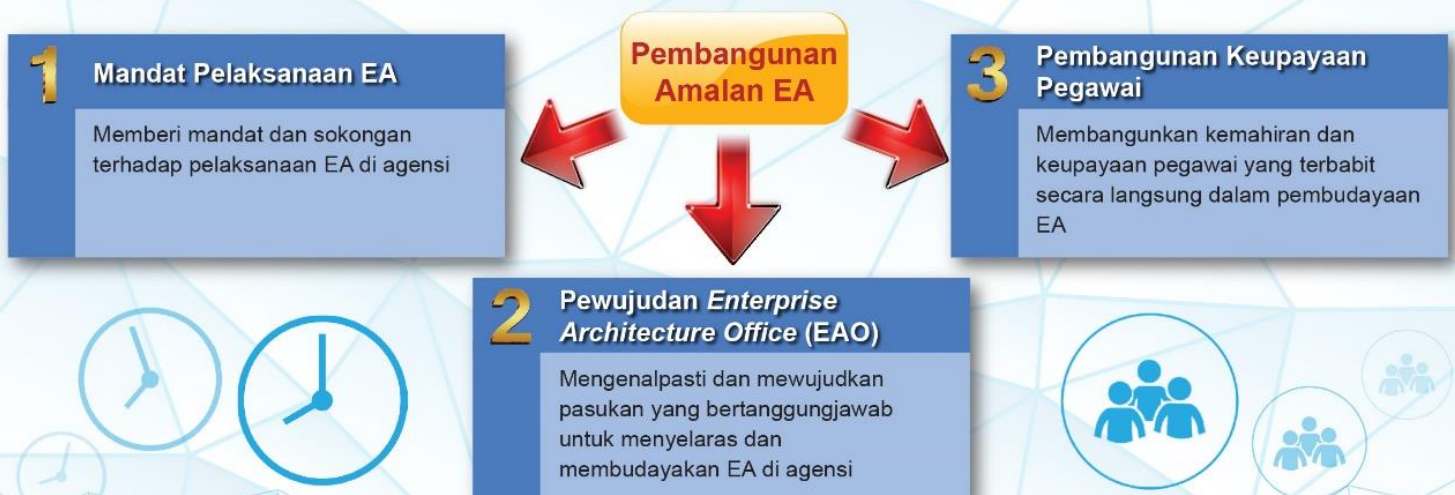 Pembangunan
Amalan EA
1
Mandat Pelaksanaan EA
Memberi mandat dan sokongan
terhadap pelaksanaan EA di agensi
2
Pewujudan Enterprise
Architecture Office (EAO)
Mengenalpasti dan mewujudkan
pasukan yang bertanggungjawab
untuk menyelaras dan
membudayakan EA di agensi
3
Pembangunan Keupayaan
Pegawai
Membangunkan kemahiran dan
keupayaan pegawai yang terbabit
secara langsung dalam pembudayaan
EA